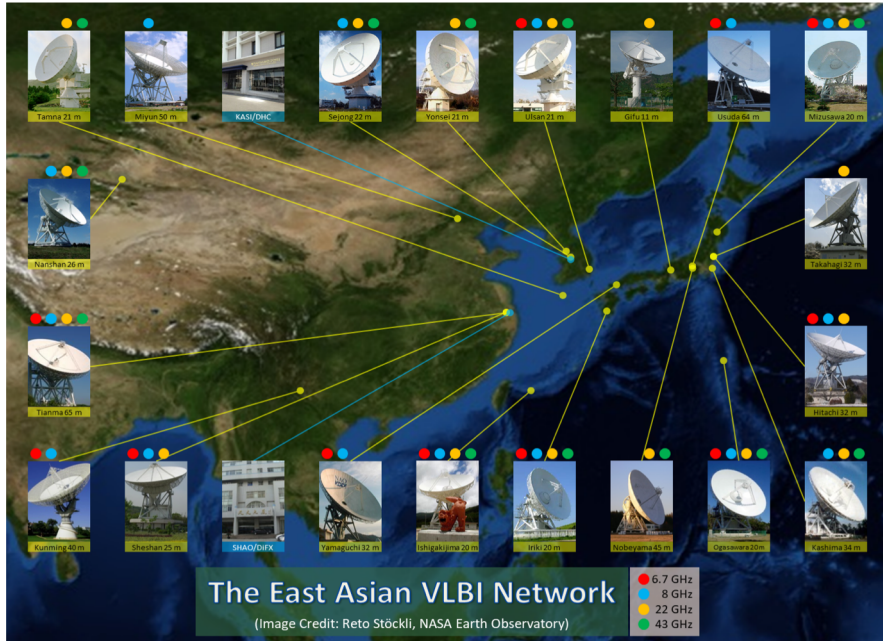 Tamna 21 m
Miyun 50 m
KASI/DHC
Sejong 22 m
Yonsei 21 m
Ulsan 21 m
Gifu 11 m
Usuda 64 m
Mizusawa 20 m
Nanshan 26 m
Takahagi 32 m
Tianma 65 m
Hitachi 32 m
Kunming 40 m
Sheshan 25 m
SHAO/DiFX
Yamaguchi 32 m
Ishigakijima 20 m
Iriki 20 m
Nobeyama 45 m
Ogasawara 20m
Kashima 34 m
The East Asian VLBI Network
(Image Credit: Reto Stöckli, NASA Earth Observatory)
6.7 GHz
8 GHz
22 GHz
43 GHz